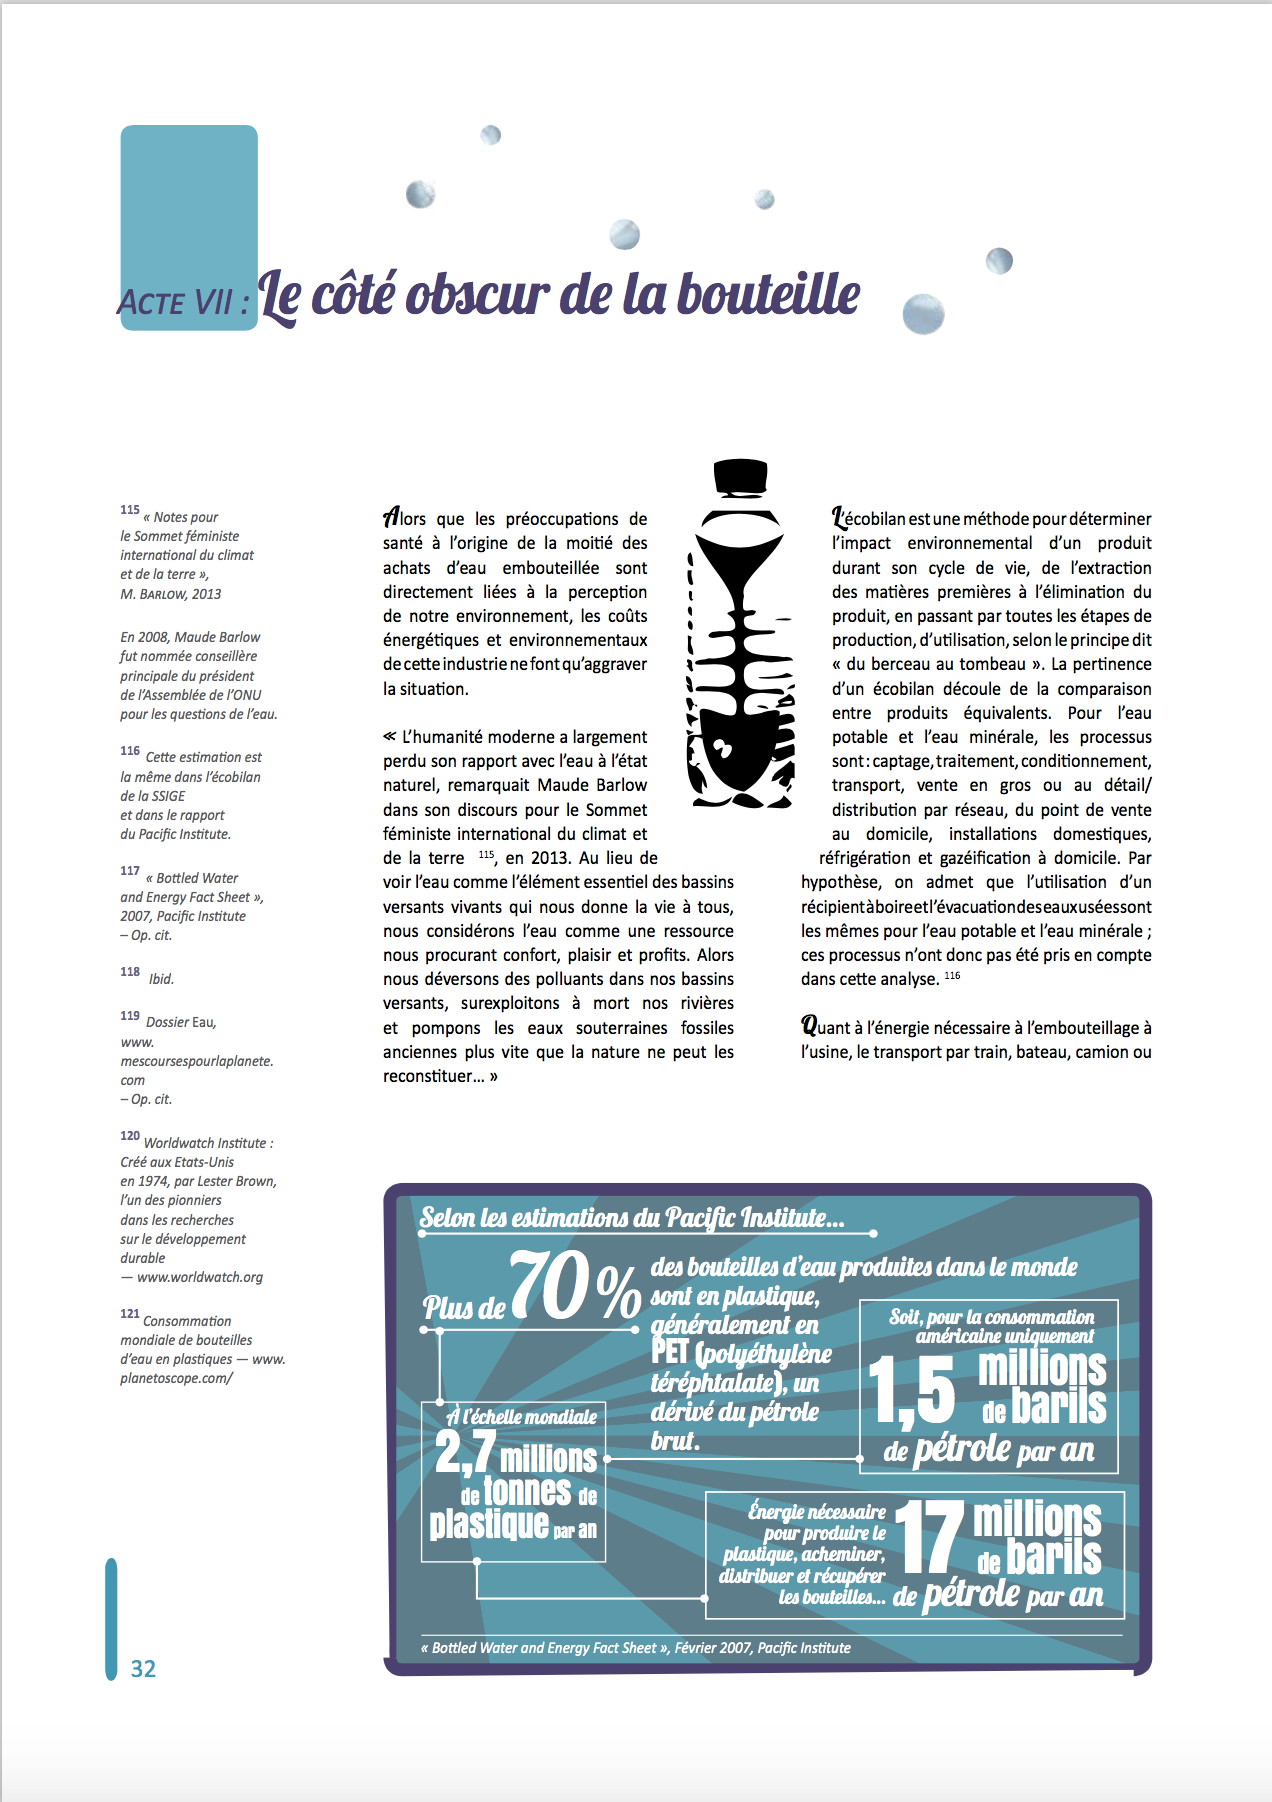 Acte VII : Le côté obscur de la bouteille
115 « Notes pour
le Sommet féministe
international du climat
et de la terre »,
M. Barlow, 2013
En 2008, Maude Barlow
fut nommée conseillère
principale du président
de l'Assemblée de l'ONU
pour les questions de l'eau.
116 Cette estimation est
la même dans l'écobilan
de la SSIGE
et dans le rapport
du Pacific Institute.
117 « Bottled Water
and Energy Fact Sheet »,
2007, Pacific Institute
– Op. cit.
118 Ibid.
119 Dossier Eau,
www.
mescoursespourlaplanete.
com
– Op. cit.
120 Worldwatch Institute :
Créé aux Etats-Unis
en 1974, par Lester Brown,
l'un des pionniers
dans les recherches
sur le développement
durable
— www.worldwatch.org
121 Consommation
mondiale de bouteilles
d'eau en plastiques — www.
planetoscope.com/
Alors que les préoccupations de
santé à l'origine de la moitié des
achats d'eau embouteillée sont
directement liées à la perception
de notre environnement, les coûts
énergétiques et environnementaux
de cette industrie ne font qu'aggraver
la situation.
« L'humanité moderne a largement
perdu son rapport avec l'eau à l'état
naturel, remarquait Maude Barlow
dans son discours pour le Sommet
féministe international du climat et
de la terre 115, en 2013. Au lieu de
voir l'eau comme l'élément essentiel des bassins
versants vivants qui nous donne la vie à tous,
nous considérons l'eau comme une ressource
nous procurant confort, plaisir et profits. Alors
nous déversons des polluants dans nos bassins
versants, surexploitons à mort nos rivières
et pompons les eaux souterraines fossiles
anciennes plus vite que la nature ne peut les
reconstituer... »
L'écobilan est une méthode pour déterminer
l'impact environnemental d'un produit
durant son cycle de vie, de l'extraction
des matières premières à l'élimination du
produit, en passant par toutes les étapes de
production, d'utilisation, selon le principe dit
« du berceau au tombeau ». La pertinence
d'un écobilan découle de la comparaison
entre produits équivalents. Pour l'eau
potable et l'eau minérale, les processus
sont : captage, traitement, conditionnement,
transport, vente en gros ou au détail/
distribution par réseau, du point de vente
au domicile, installations domestiques,
réfrigération et gazéification à domicile. Par
hypothèse, on admet que l'utilisation d'un
récipient à boire et l'évacuation des eaux usées sont
les mêmes pour l'eau potable et l'eau minérale ;
ces processus n'ont donc pas été pris en compte
dans cette analyse. 116
Quant à l'énergie nécessaire à l'embouteillage à
l'usine, le transport par train, bateau, camion ou
Selon les estimations du Pacific Institute...
Plus de 70 %
des bouteilles d'eau produites dans le monde
sont en plastique,
généralement en
PET (polyéthylène
téréphtalate), un
dérivé du pétrole
brut.
Soit, pour la consommation
américaine uniquement
1,5 millions
de barils
de pétrole par an
À l'échelle mondiale
2,7 millions
de tonnes de
plastique par an
Énergie nécessaire
pour produire le
plastique, acheminer,
distribuer et récupérer
les bouteilles...
17 millions
de barils
de pétrole par an
« Bottled Water and Energy Fact Sheet », Février 2007, Pacific Institute
32